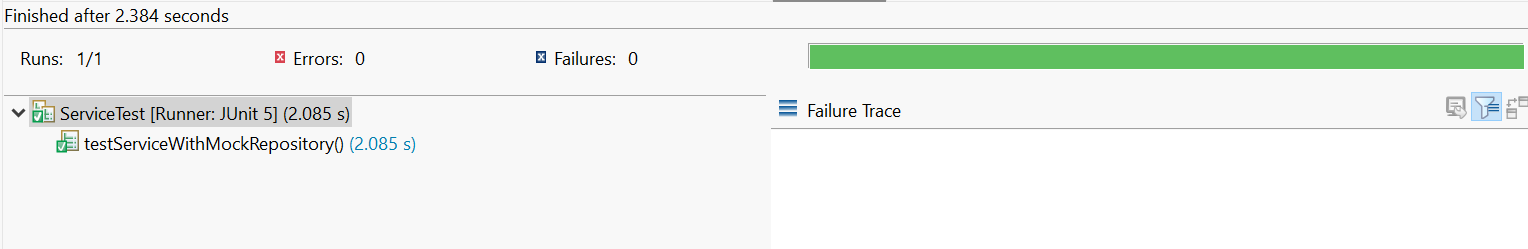 Finished after 2.384 seconds
Runs: 1/1 Errors: 0 Failures: 0
ServiceTest [Runner: JUnit 5] (2.085 s)
Failure Trace
testServiceWithMockRepository() (2.085 s)